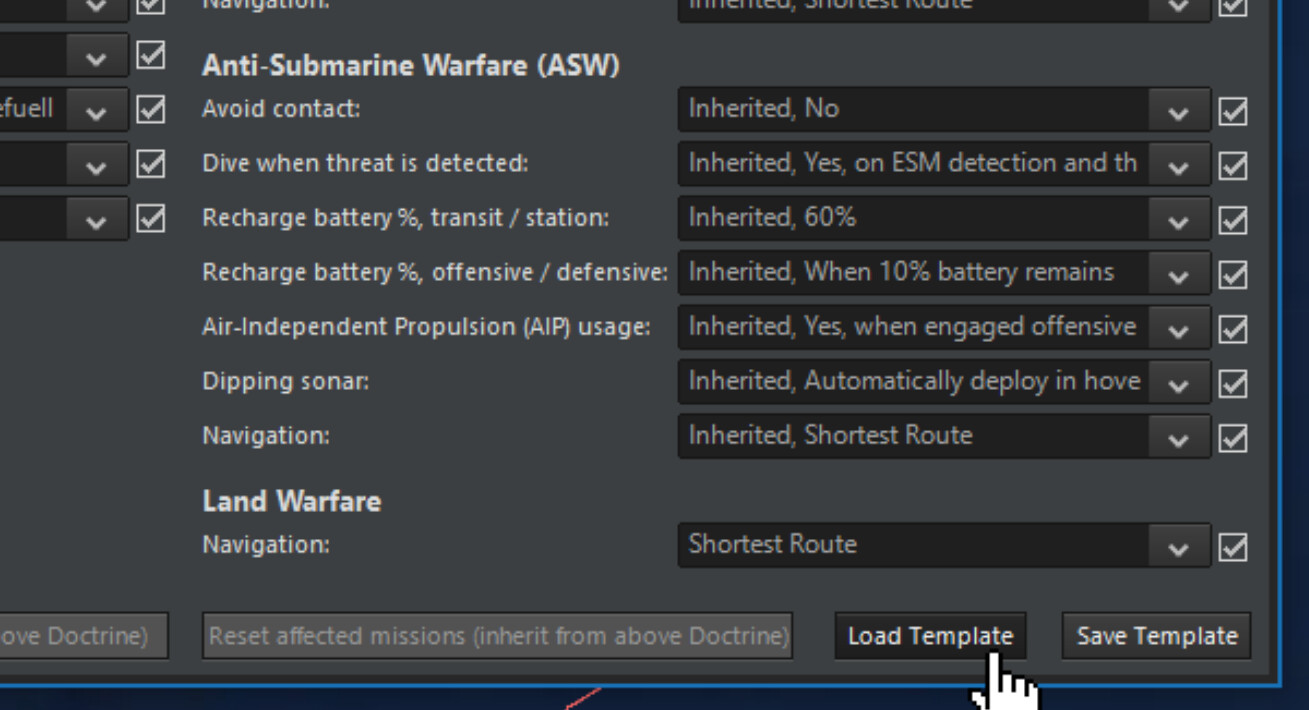 Navigation:
Inherited, Shortest Route
Anti-Submarine Warfare (ASW)
efuell
Avoid contact:
Inherited, No
Dive when threat is detected:
Inherited, Yes, on ESM detection and th
Recharge battery %, transit / station:
Inherited, 60%
Recharge battery %, offensive / defensive:
Inherited, When 10% battery remains
Air-Independent Propulsion (AIP) usage:
Inherited, Yes, when engaged offensive
Dipping sonar:
Inherited, Automatically deploy in hove
Navigation:
Inherited, Shortest Route
Land Warfare
Navigation:
Shortest Route
ove Doctrine)
Reset affected missions (inherit from above Doctrine)
Load Template
Save Template